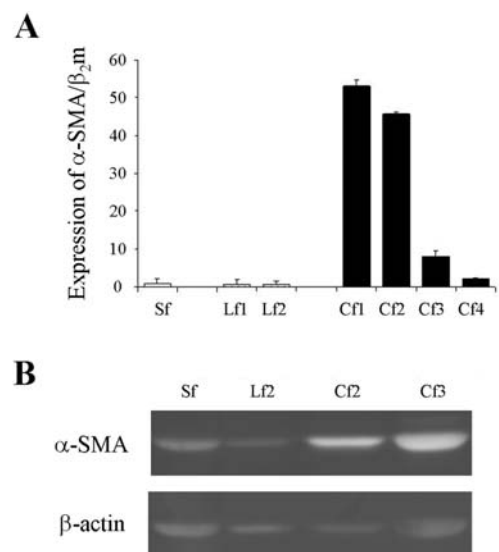 A
Expression of α-SMA/β₂m
60
50
40
30
20
10
0
Sf Lf1 Lf2 Cf1 Cf2 Cf3 Cf4
B
Sf Lf2 Cf2 Cf3
α-SMA
β-actin